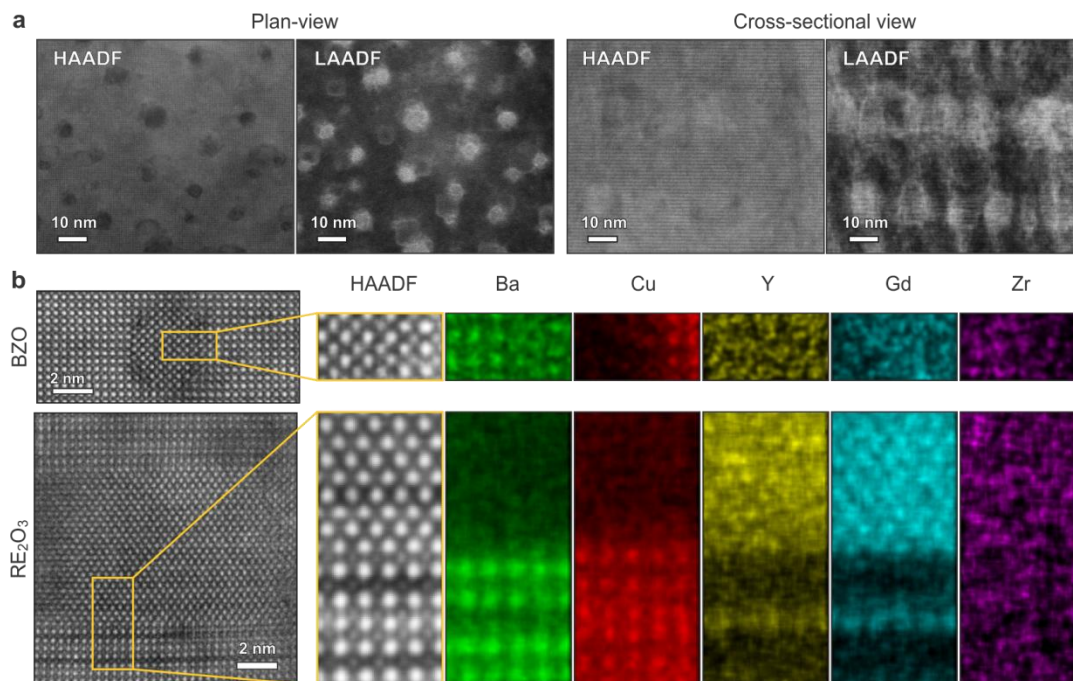 a
Plan-view
Cross-sectional view
HAADF
LAADF
HAADF
LAADF
10 nm
10 nm
10 nm
10 nm
b
HAADF
Ba
Cu
Y
Gd
Zr
BZO
2 nm
RE₂O₃
2 nm